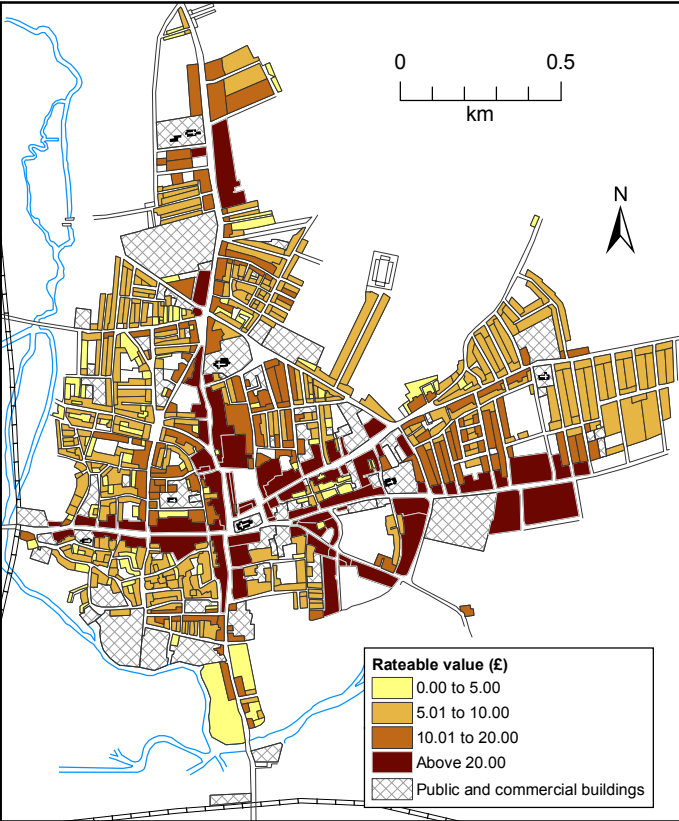 0 0.5
km
N
Rateable value (£)
0.00 to 5.00
5.01 to 10.00
10.01 to 20.00
Above 20.00
Public and commercial buildings